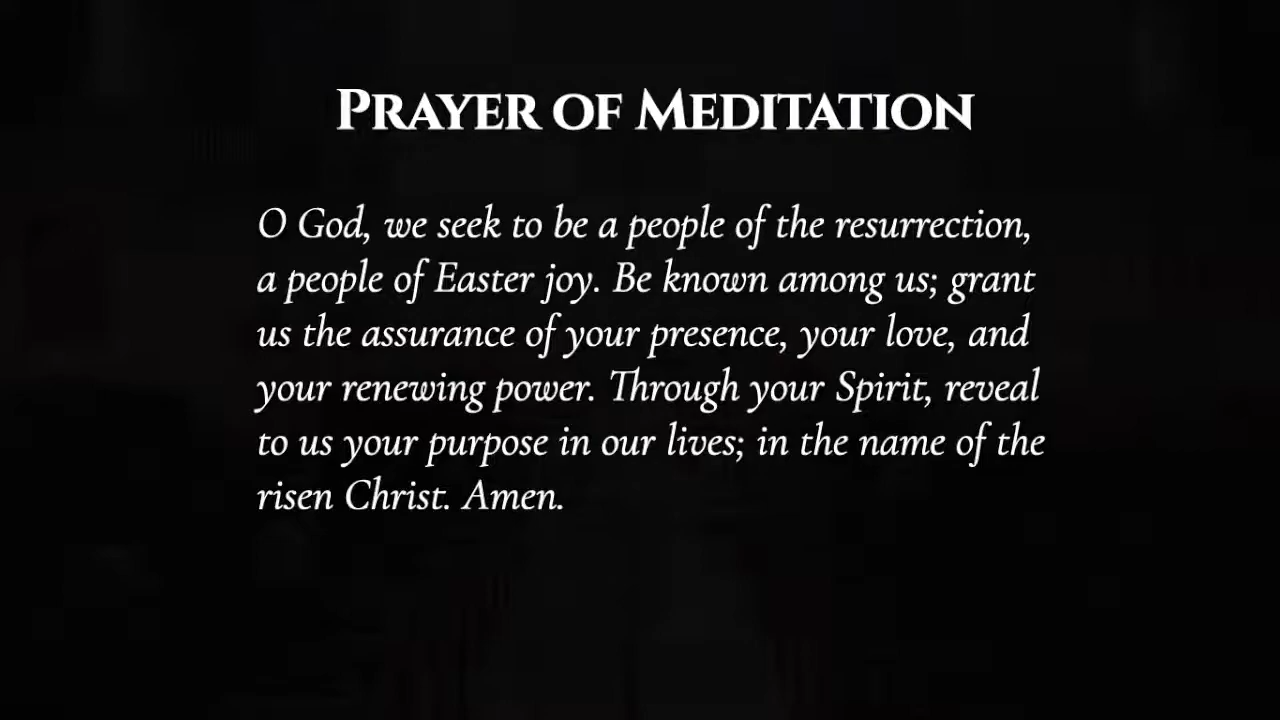 PRAYER OF MEDITATION
O God, we seek to be a people of the resurrection,
a people of Easter joy. Be known among us; grant
us the assurance of your presence, your love, and
your renewing power. Through your Spirit, reveal
to us your purpose in our lives; in the name of the
risen Christ. Amen.